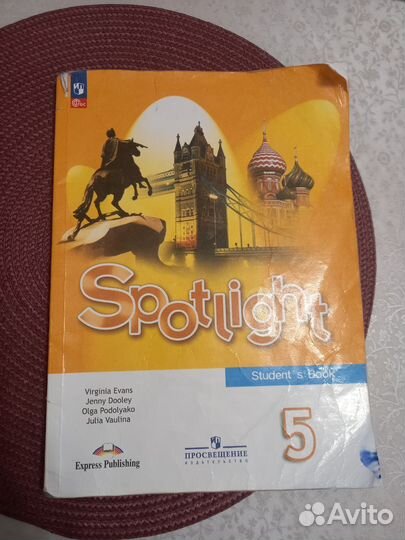 Spotlight
Student's Book
Virginia Evans
Jenny Dooley
Olga Podolyako
Julia Vaulina
5
Express Publishing
ПРОСВЕЩЕНИЕ
ИЗДАТЕЛЬСТВО
Avito